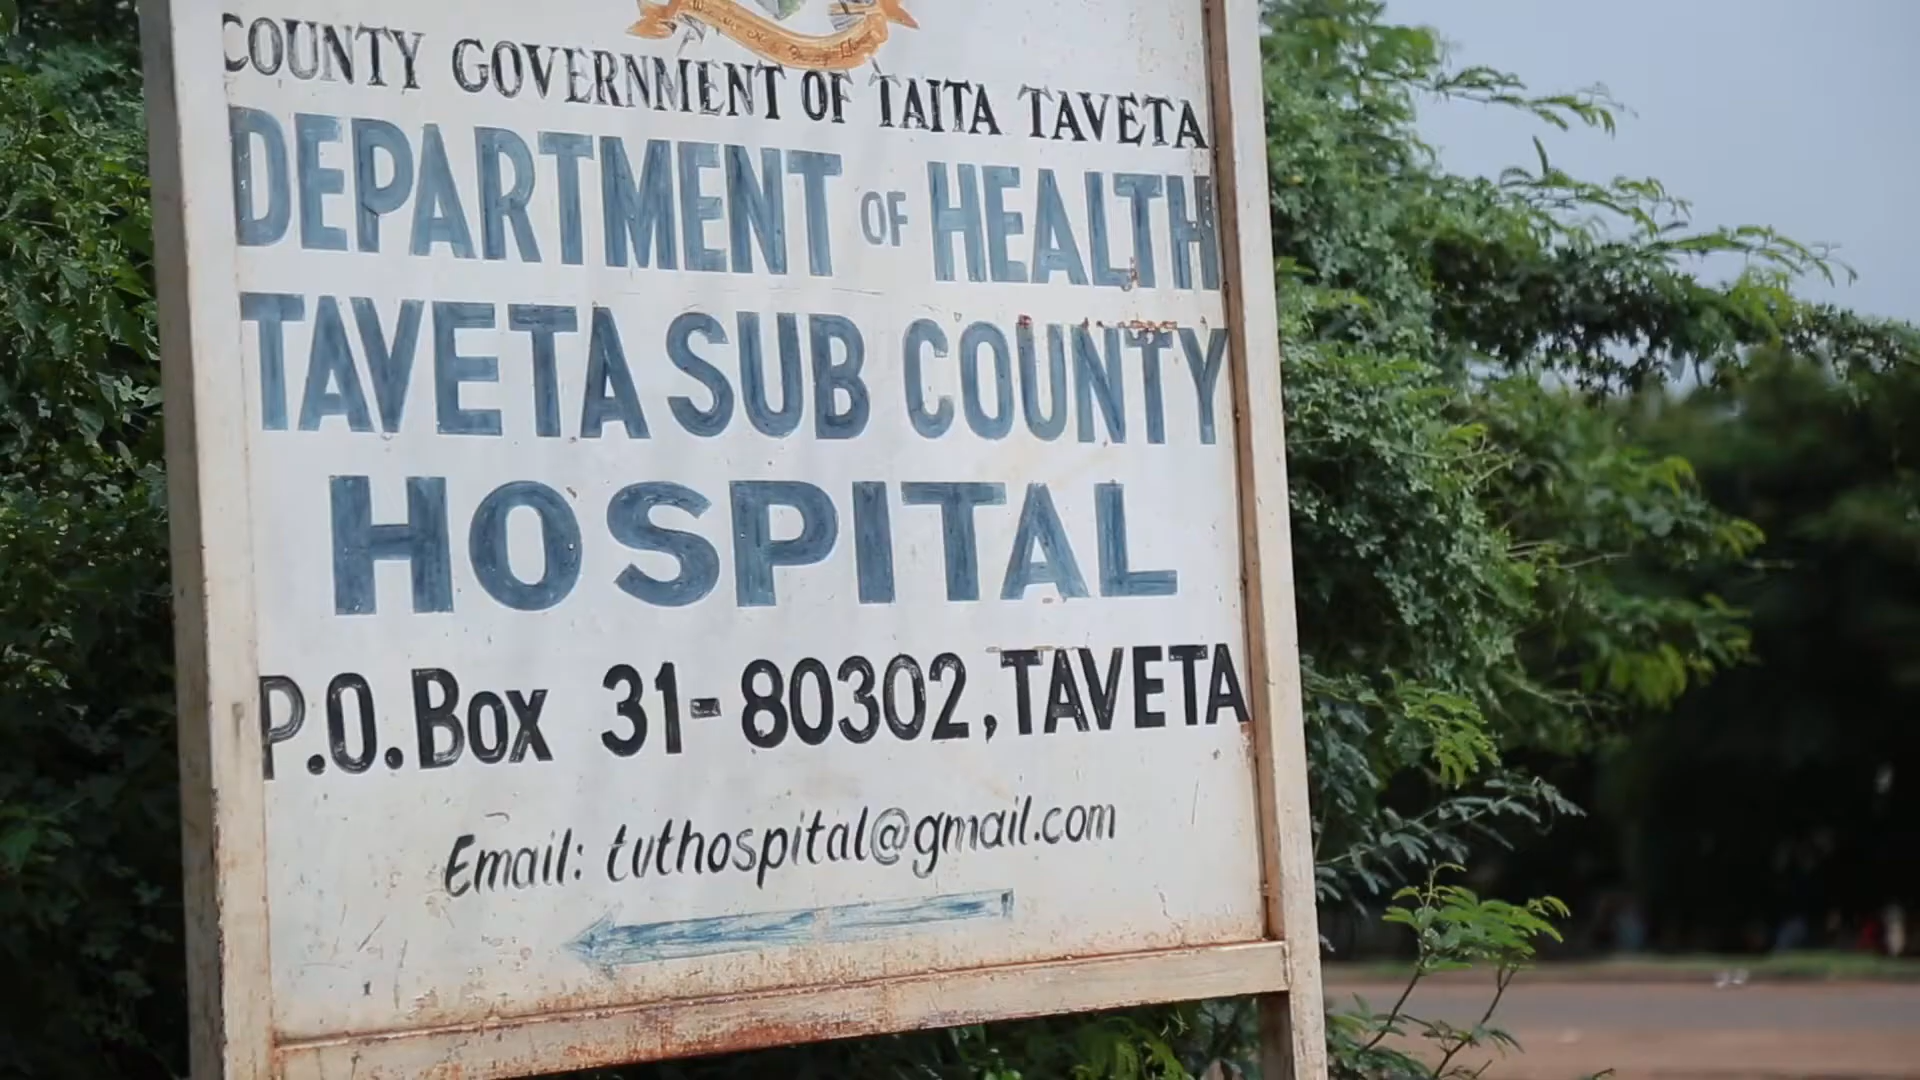 COUNTY GOVERNMENT OF TAITA TAVETA
DEPARTMENT OF HEALTH
TAVETA SUB COUNTY
HOSPITAL
P.O. Box 31-80302, TAVETA
Email: tvthospital@gmail.com